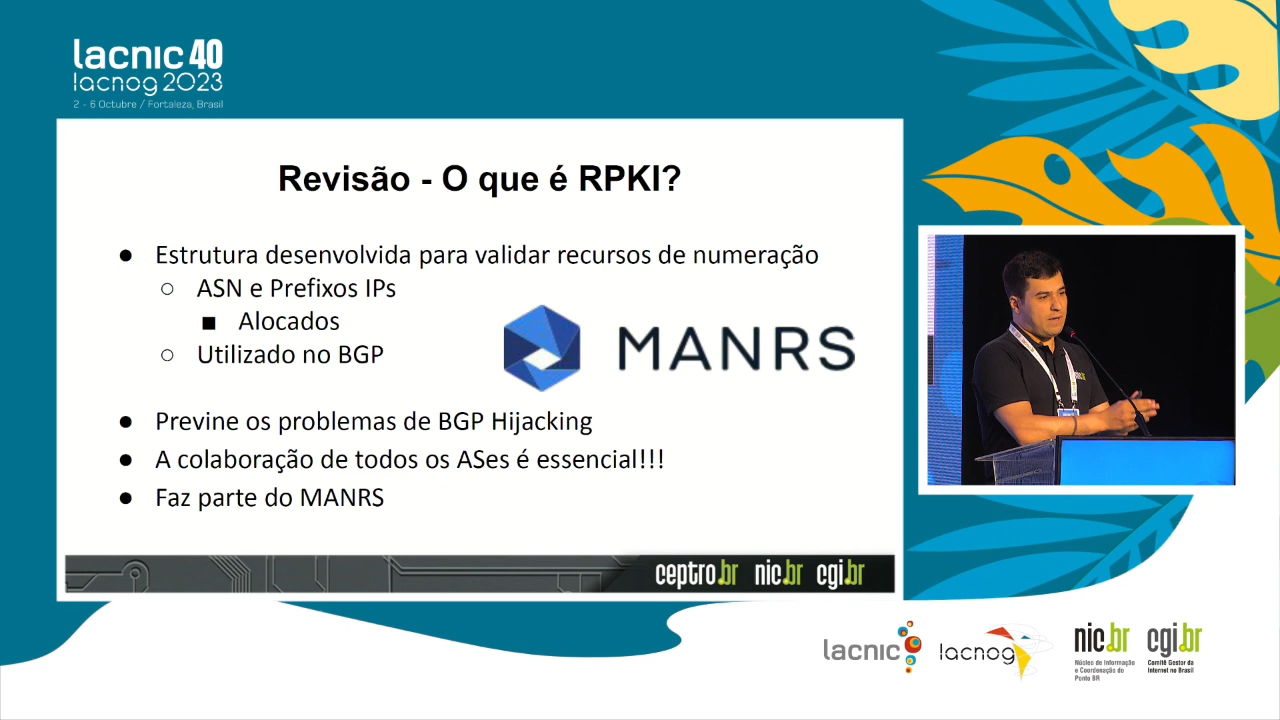 lacnic 40
lacnog 2023
2 - 6 Octubre / Fortaleza, Brasil
Revisão - O que é RPKI?
● Estrutura desenvolvida para validar recursos de numeração
○ ASN e Prefixos IPs
■ Alocados
○ Utilizado no BGP
MANRS
● Previne os problemas de BGP Hijacking
● A colaboração de todos os ASes é essencial!!!
● Faz parte do MANRS
ceptro.br nic.br cgi.br
lacnic
lacnog
nic.br
Núcleo de Informação
e Coordenação do
Ponto BR
cgi.br
Comitê Gestor da
Internet no Brasil